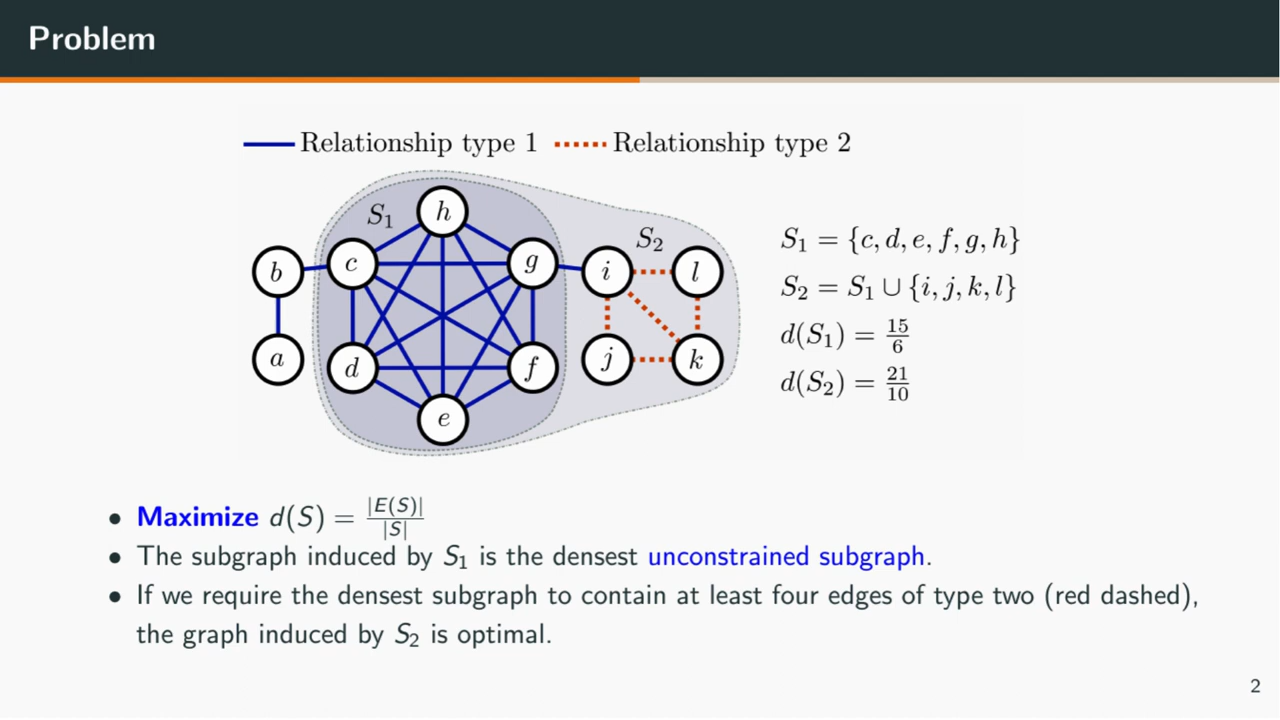 Problem
Relationship type 1 Relationship type 2
S₁
h
S₂
b
c
g
i
l
a
d
f
j
k
e
S₁ = {c, d, e, f, g, h}
S₂ = S₁ ∪ {i, j, k, l}
d(S₁) = 15/6
d(S₂) = 21/10
• Maximize d(S) = |E(S)|/|S|
• The subgraph induced by S₁ is the densest unconstrained subgraph.
• If we require the densest subgraph to contain at least four edges of type two (red dashed),
the graph induced by S₂ is optimal.
2